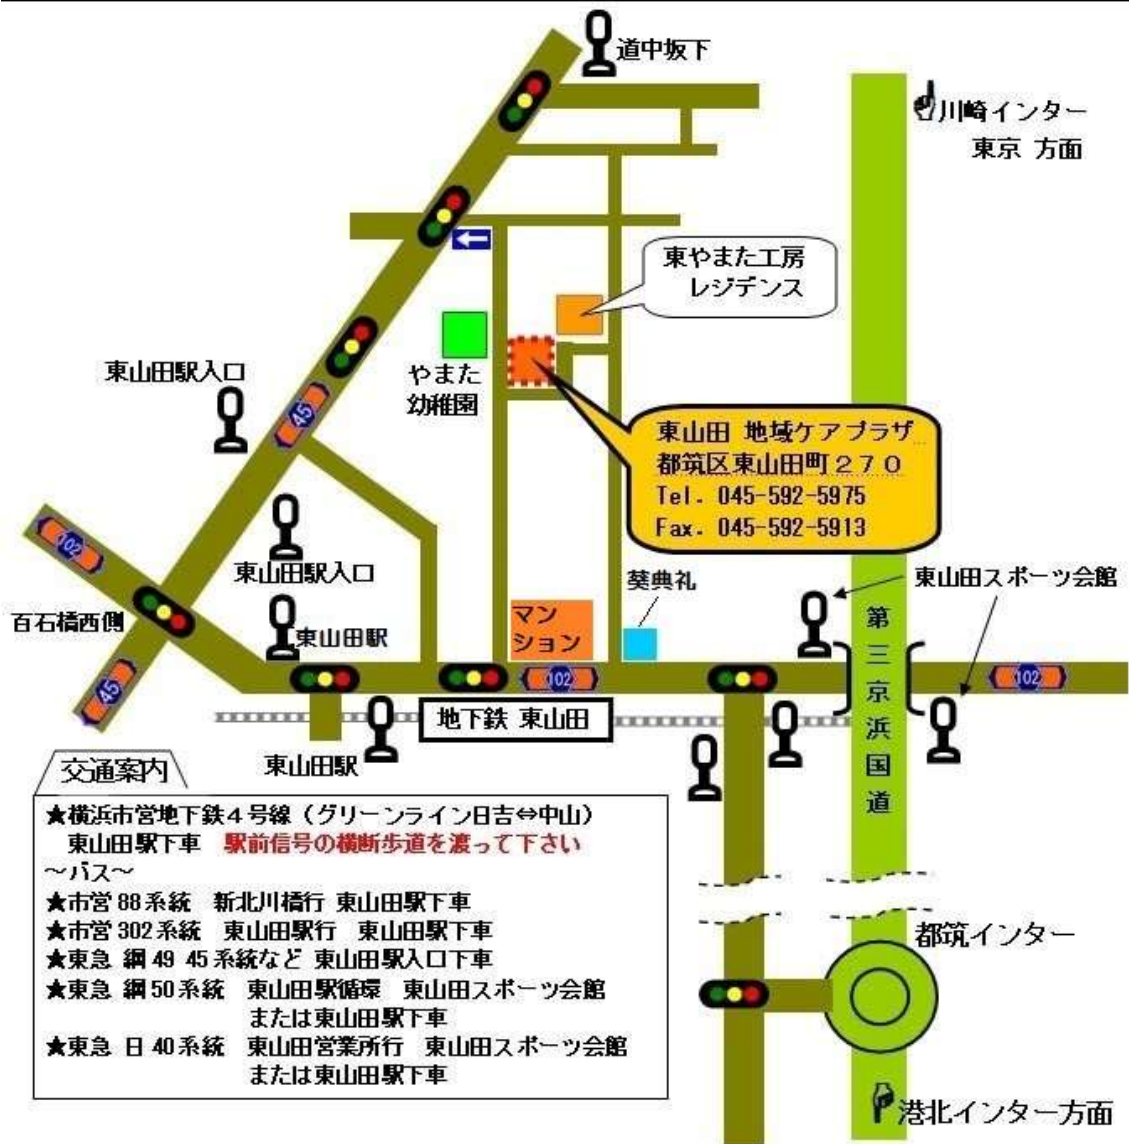 道中坂下
川崎インター
東京 方面
東やまた工房
レジデンス
東山田駅入口
やまた
幼稚園
45
東山田 地域ケアプラザ
都筑区東山田町270
Tel. 045-592-5975
Fax. 045-592-5913
102
東山田駅入口
葵典礼
東山田スポーツ会館
百石橋西側
東山田駅
マン
ション
第三京浜国道
45
102
102
地下鉄 東山田
東山田駅
交通案内
★横浜市営地下鉄4号線(グリーンライン日吉⇔中山)
東山田駅下車 駅前信号の横断歩道を渡って下さい
~バス~
★市営88系統 新北川橋行 東山田駅下車
★市営302系統 東山田駅行 東山田駅下車
★東急 綱49 45系統など 東山田駅入口下車
★東急 綱50系統 東山田駅循環 東山田スポーツ会館
または東山田駅下車
★東急 日40系統 東山田営業所行 東山田スポーツ会館
または東山田駅下車
都筑インター
港北インター方面